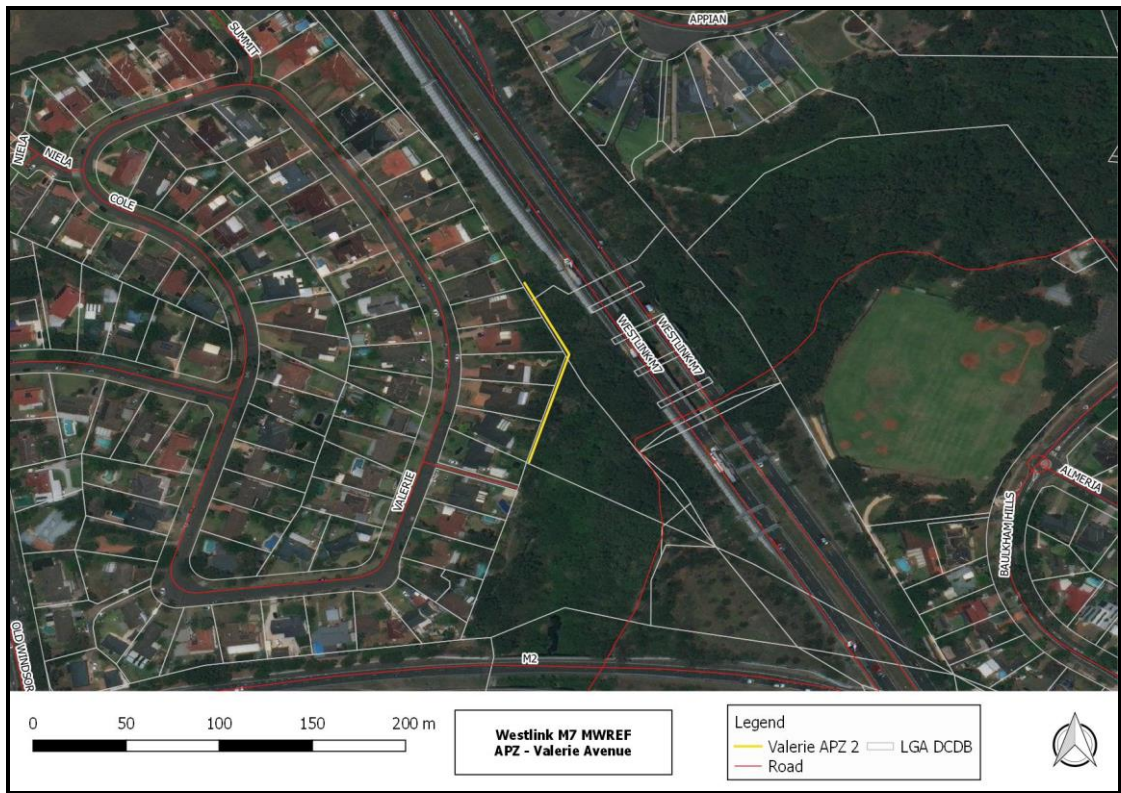 APPIAN
SUMMIT
NIELA
NIELA
COLE
WESTLINK M7
WESTLINK M7
VALERIE
ALMERIA
BAULKHAM HILLS
OLD WINDSOR
M2
0 50 100 150 200 m
Westlink M7 MWREF
APZ - Valerie Avenue
Legend
Valerie APZ 2 LGA DCDB
Road